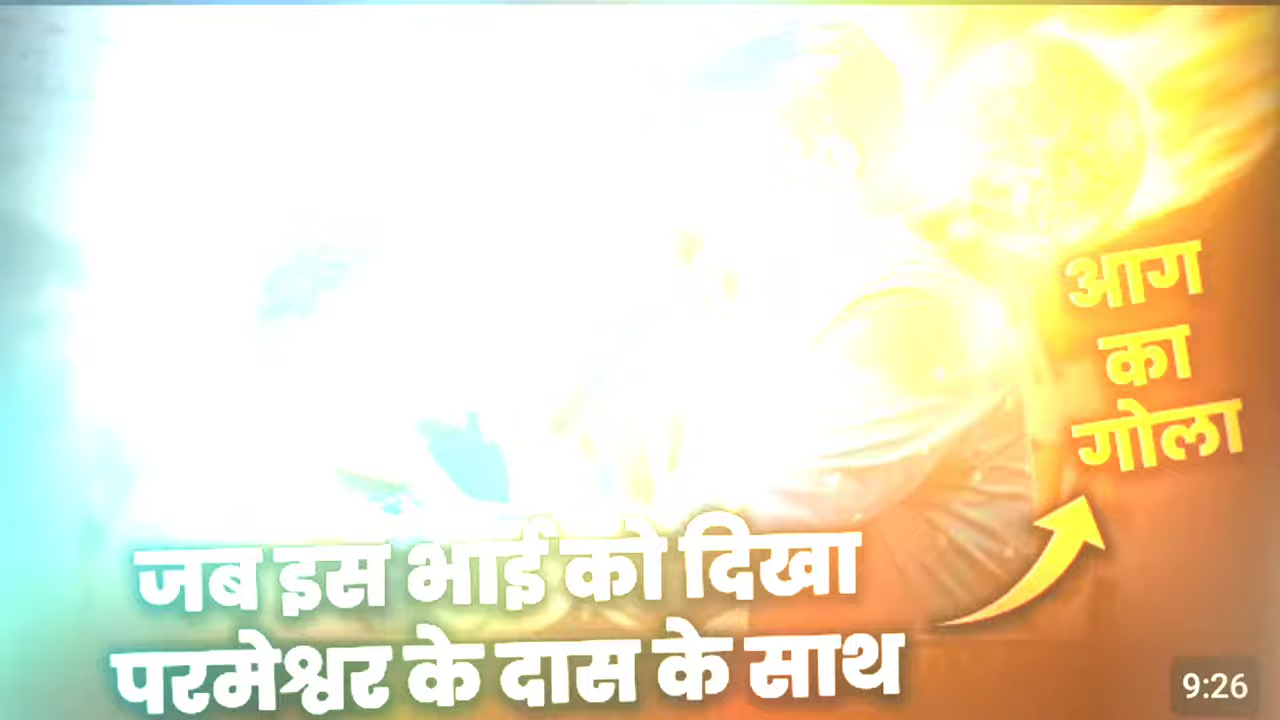 आग
का
गोला
जब इस भाई को दिखा
परमेश्वर के दास के साथ
9:26